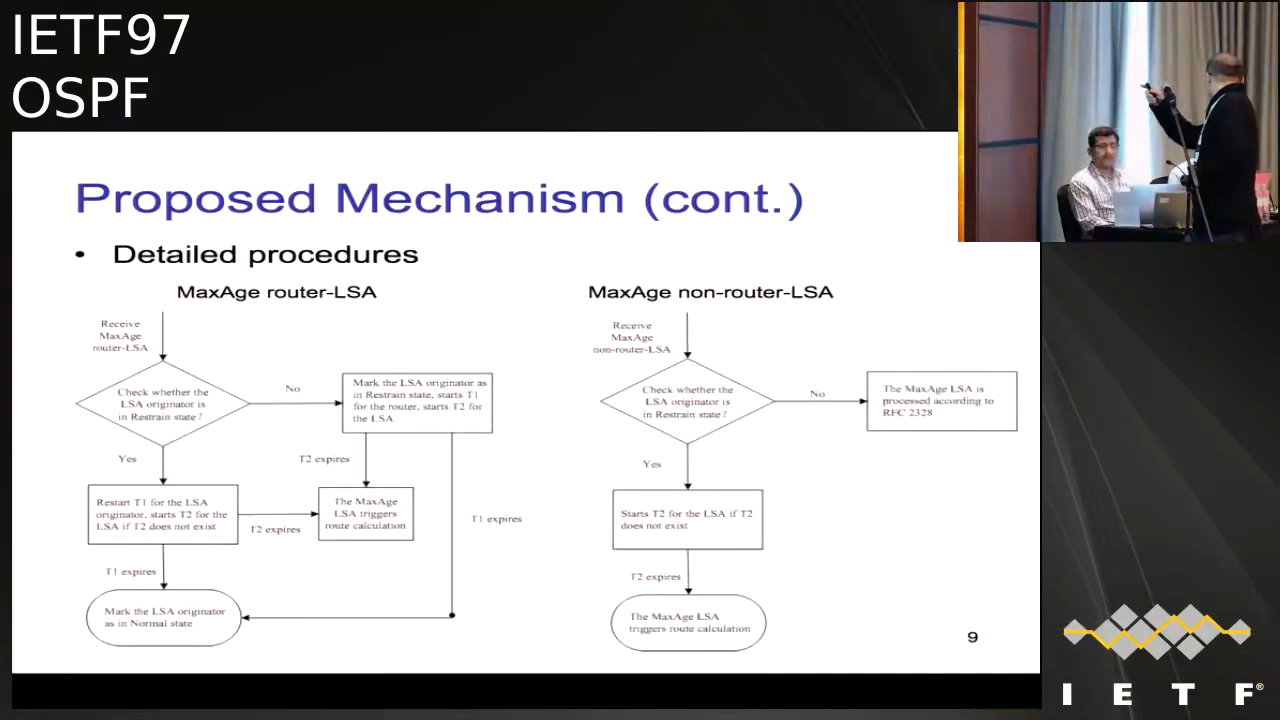 IETF97
OSPF
Proposed Mechanism (cont.)
• Detailed procedures
MaxAge router-LSA
MaxAge non-router-LSA
Receive
MaxAge
router-LSA
Check whether the
LSA originator is
in Restrain state?
No
Mark the LSA originator as
in Restrain state, starts T1
for the router, starts T2 for
the LSA
Yes
T2 expires
Restart T1 for the LSA
originator, starts T2 for the
LSA if T2 does not exist
T2 expires
The MaxAge
LSA triggers
route calculation
T1 expires
T1 expires
Mark the LSA originator
as in Normal state
Receive
MaxAge
non-router-LSA
Check whether the
LSA originator is
in Restrain state?
No
The MaxAge LSA is
processed according to
RFC 2328
Yes
Starts T2 for the LSA if T2
does not exist
T2 expires
The MaxAge LSA
triggers route calculation
9
I E T F®